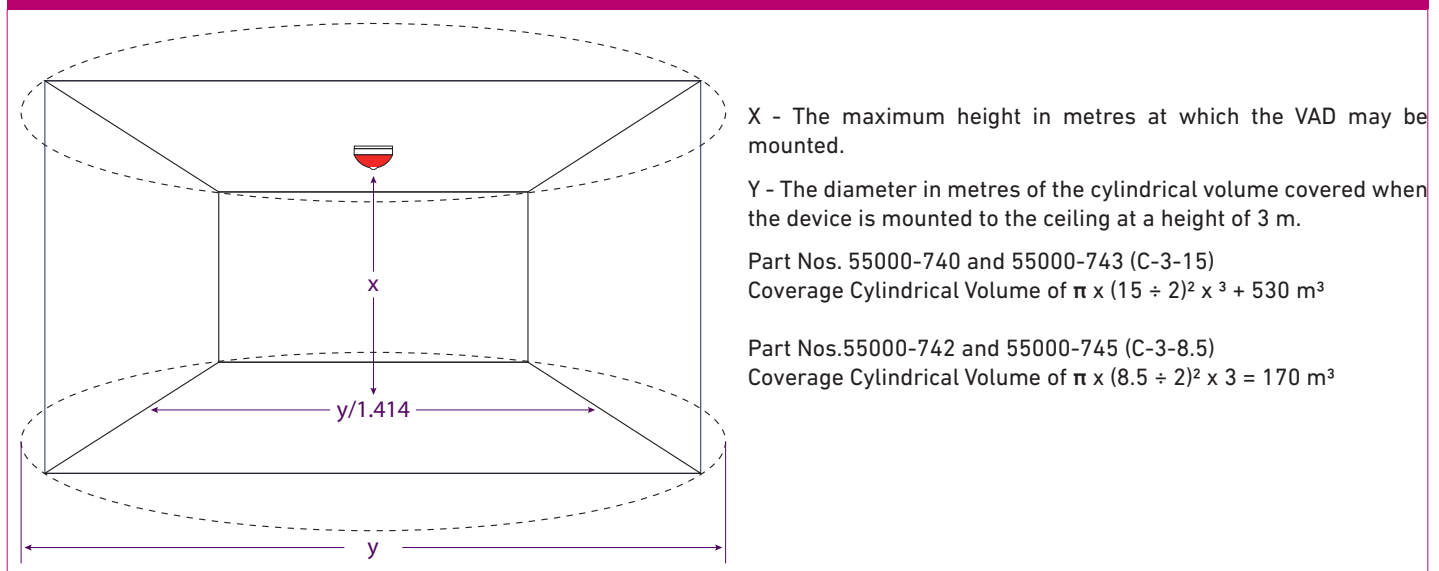 X - The maximum height in metres at which the VAD may be
mounted.
Y - The diameter in metres of the cylindrical volume covered when
the device is mounted to the ceiling at a height of 3 m.
Part Nos. 55000-740 and 55000-743 (C-3-15)
Coverage Cylindrical Volume of π x (15 ÷ 2)² x ³ + 530 m³
Part Nos.55000-742 and 55000-745 (C-3-8.5)
Coverage Cylindrical Volume of π x (8.5 ÷ 2)² x 3 = 170 m³
x
y/1.414
y